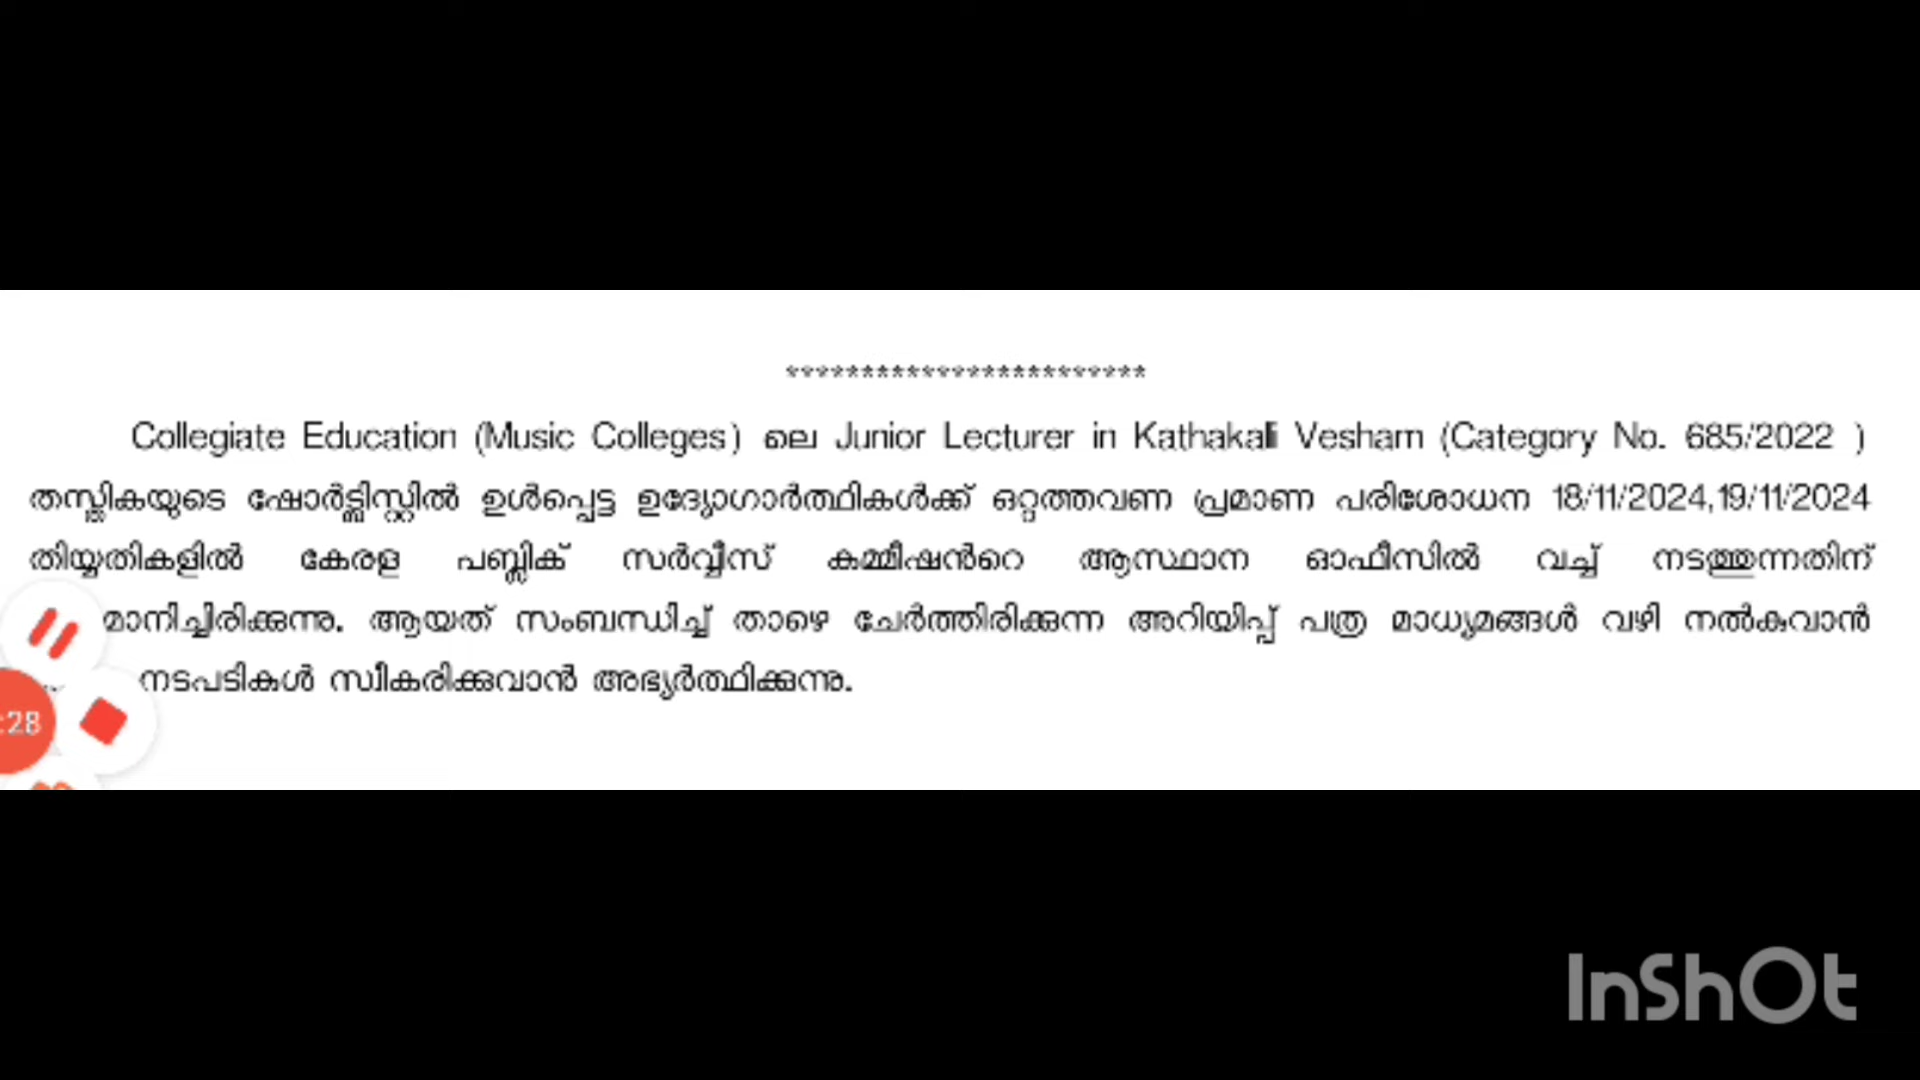 ************************
Collegiate Education (Music Colleges) ലെ Junior Lecturer in Kathakali Vesham (Category No. 685/2022 )
തസ്തികയുടെ ഷോർട്ട്ലിസ്റ്റിൽ ഉൾപ്പെട്ട ഉദ്യോഗാർത്ഥികൾക്ക് ഒറ്റത്തവണ പ്രമാണ പരിശോധന 18/11/2024,19/11/2024
തിയ്യതികളിൽ കേരള പബ്ലിക് സർവ്വീസ് കമ്മീഷൻറെ ആസ്ഥാന ഓഫീസിൽ വച്ച് നടത്തുന്നതിന്
മാനിച്ചിരിക്കുന്നു. ആയത് സംബന്ധിച്ച് താഴെ ചേർത്തിരിക്കുന്ന അറിയിപ്പ് പത്ര മാധ്യമങ്ങൾ വഴി നൽകുവാൻ
നടപടികൾ സ്വീകരിക്കുവാൻ അഭ്യർത്ഥിക്കുന്നു.
:28
InShOt